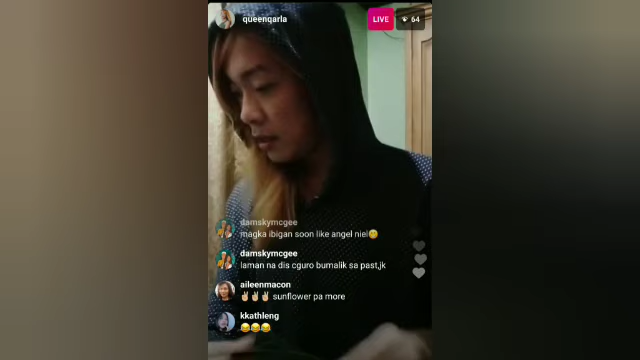 queenqarla
LIVE
64
damskymcgee
magka ibigan soon like angel niel😢
damskymcgee
laman na dis cguro bumalik sa past,jk
aileenmacon
✌🏻✌🏻✌🏻 sunflower pa more
kkathleng
😂😂😂